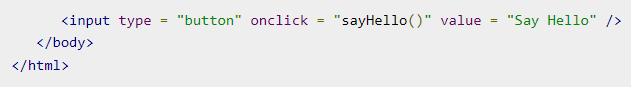 <input type = "button" onclick = "sayHello()" value = "Say Hello" />
</body>
</html>